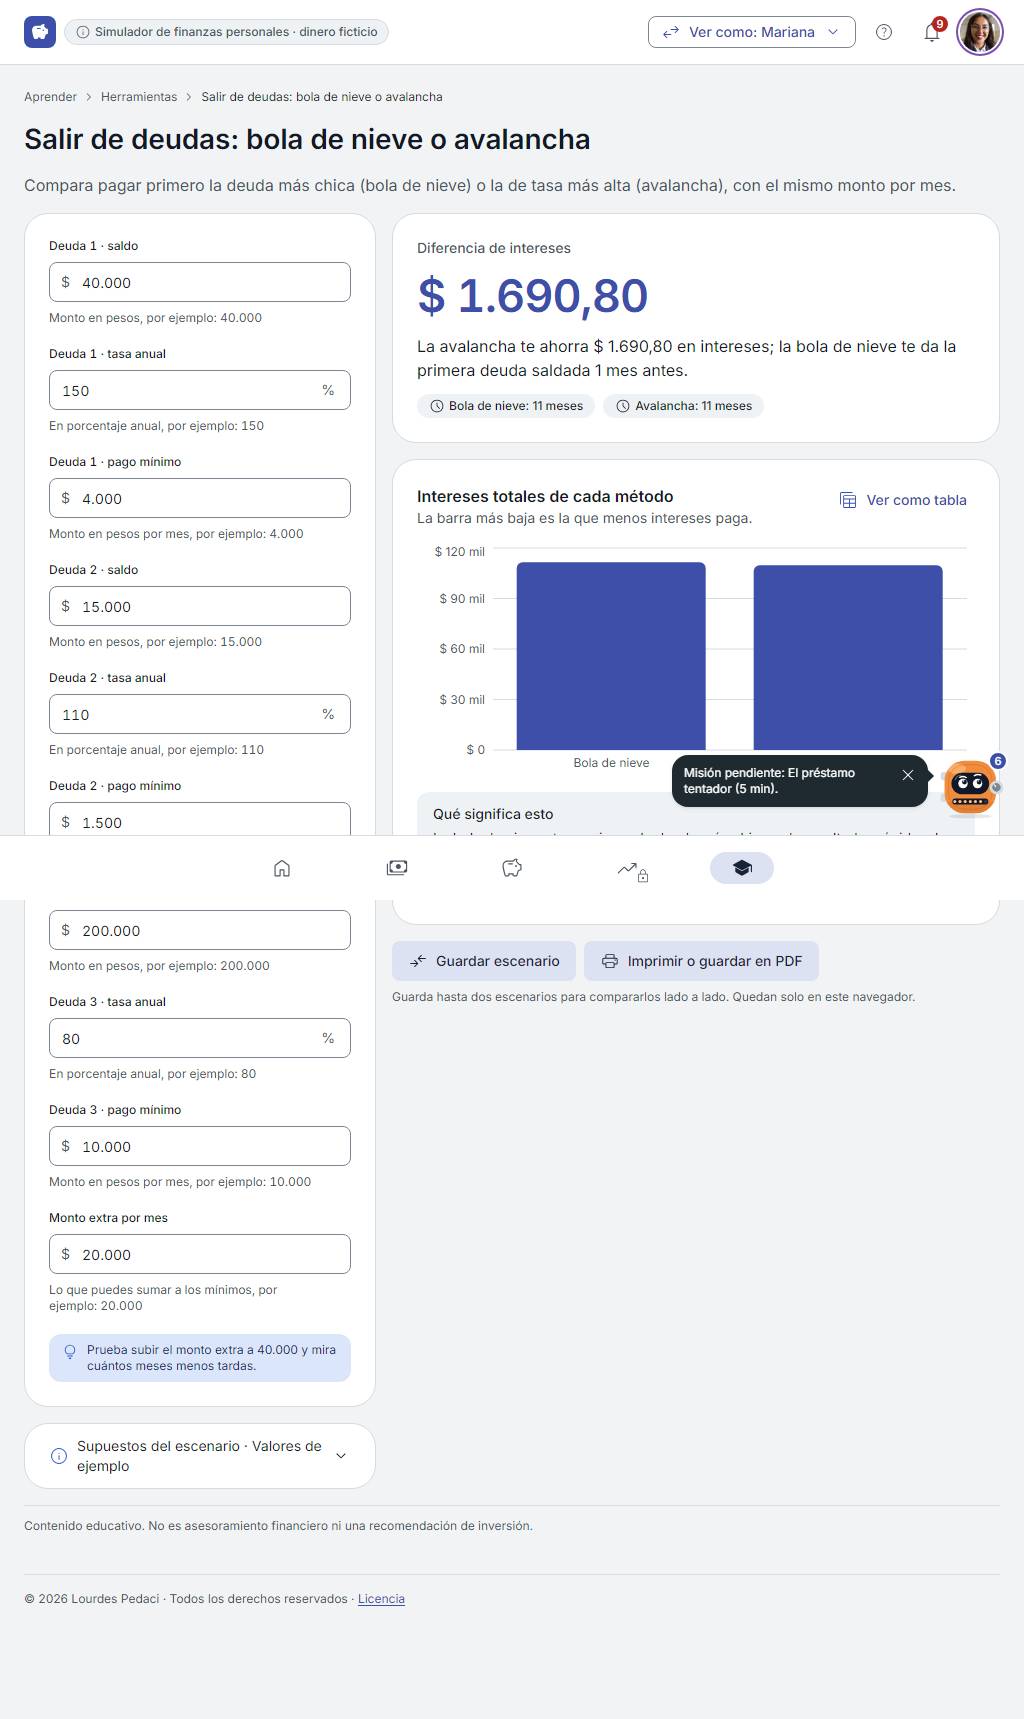 Simulador de finanzas personales · dinero ficticio
Ver como: Mariana
9
Aprender
Herramientas
Salir de deudas: bola de nieve o avalancha
Salir de deudas: bola de nieve o avalancha
Compara pagar primero la deuda más chica (bola de nieve) o la de tasa más alta (avalancha), con el mismo monto por mes.
Deuda 1 · saldo
$ 40.000
Monto en pesos, por ejemplo: 40.000
Deuda 1 · tasa anual
150 %
En porcentaje anual, por ejemplo: 150
Deuda 1 · pago mínimo
$ 4.000
Monto en pesos por mes, por ejemplo: 4.000
Deuda 2 · saldo
$ 15.000
Monto en pesos, por ejemplo: 15.000
Deuda 2 · tasa anual
110 %
En porcentaje anual, por ejemplo: 110
Deuda 2 · pago mínimo
$ 1.500
$ 200.000
Monto en pesos, por ejemplo: 200.000
Deuda 3 · tasa anual
80 %
En porcentaje anual, por ejemplo: 80
Deuda 3 · pago mínimo
$ 10.000
Monto en pesos por mes, por ejemplo: 10.000
Monto extra por mes
$ 20.000
Lo que puedes sumar a los mínimos, por
ejemplo: 20.000
Prueba subir el monto extra a 40.000 y mira
cuántos meses menos tardas.
Supuestos del escenario · Valores de
ejemplo
Diferencia de intereses
$ 1.690,80
La avalancha te ahorra $ 1.690,80 en intereses; la bola de nieve te da la
primera deuda saldada 1 mes antes.
Bola de nieve: 11 meses
Avalancha: 11 meses
Intereses totales de cada método
La barra más baja es la que menos intereses paga.
Ver como tabla
$ 120 mil
$ 90 mil
$ 60 mil
$ 30 mil
$ 0
Bola de nieve
Misión pendiente: El préstamo
tentador (5 min).
6
Qué significa esto
Guardar escenario
Imprimir o guardar en PDF
Guarda hasta dos escenarios para compararlos lado a lado. Quedan solo en este navegador.
Contenido educativo. No es asesoramiento financiero ni una recomendación de inversión.
© 2026 Lourdes Pedaci · Todos los derechos reservados · Licencia